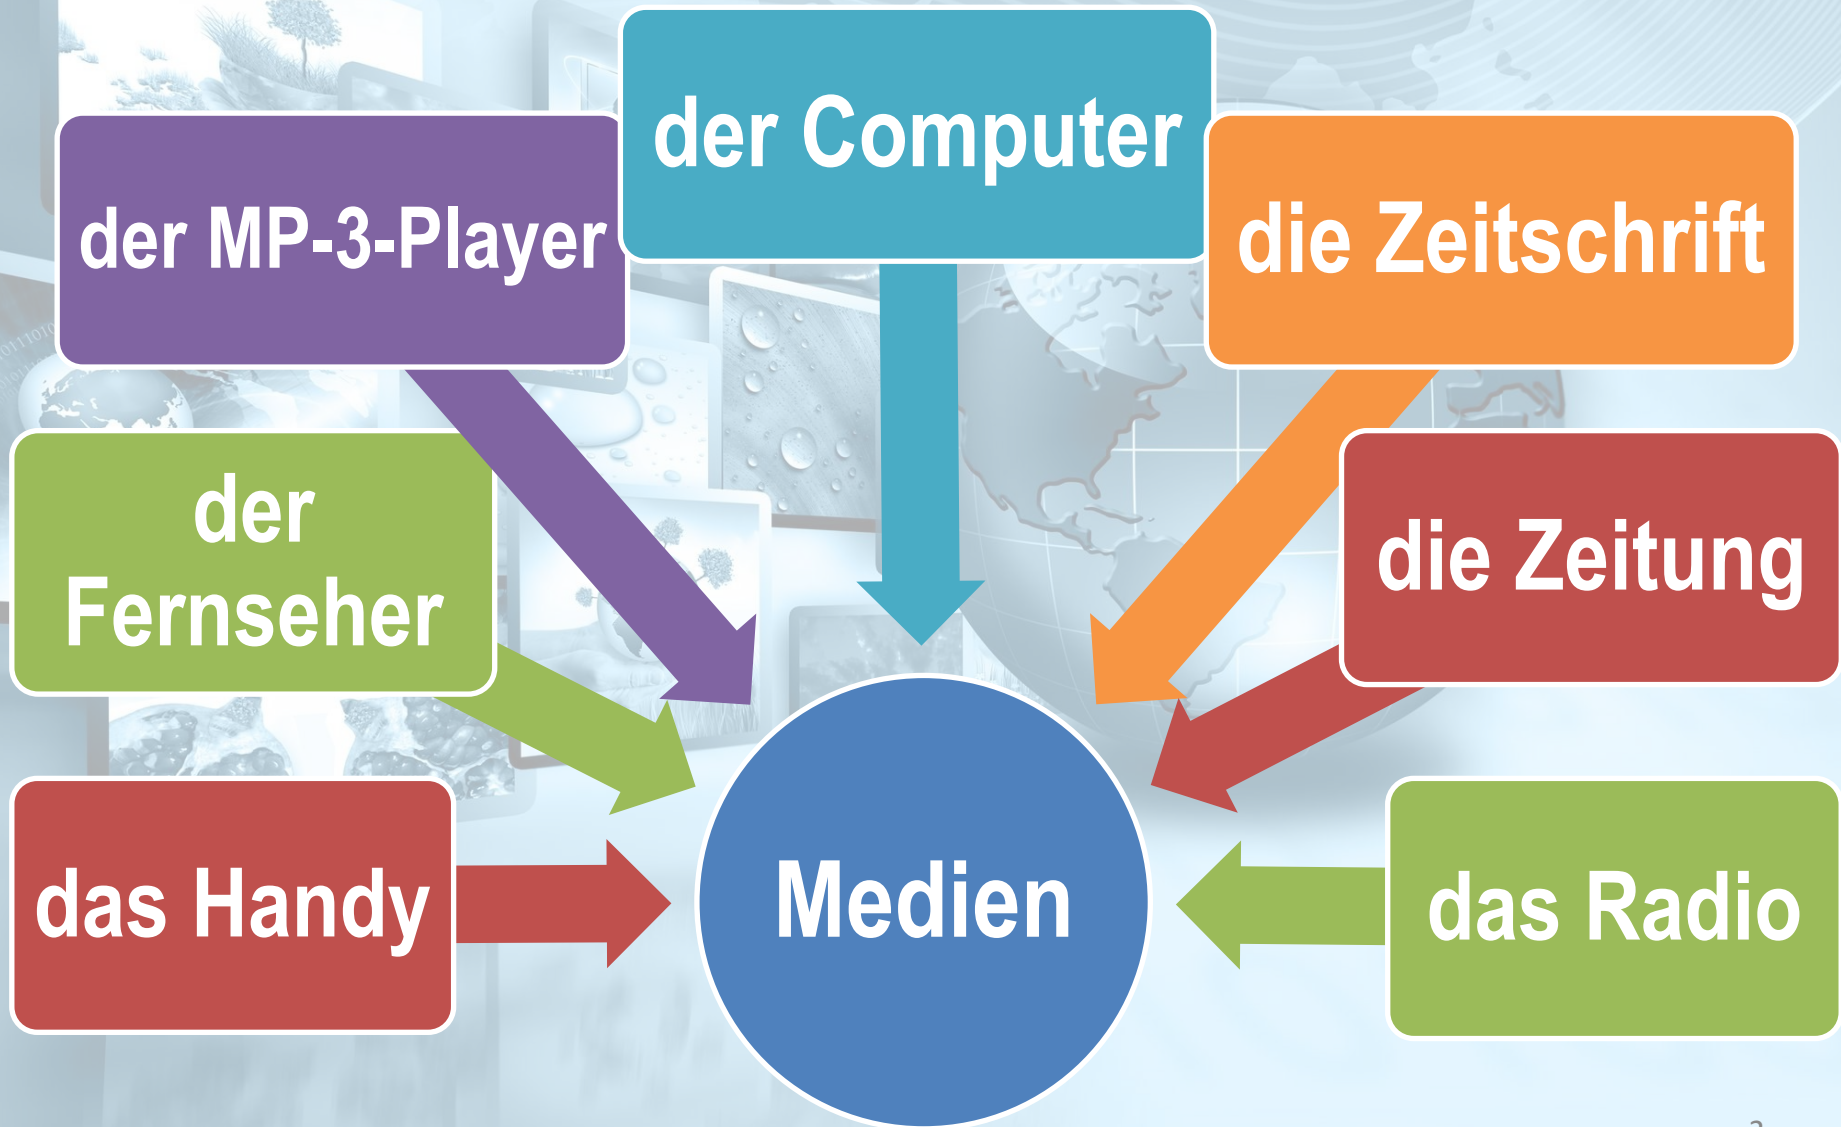 der Computer
der MP-3-Player
die Zeitschrift
der
Fernseher
die Zeitung
das Handy
Medien
das Radio